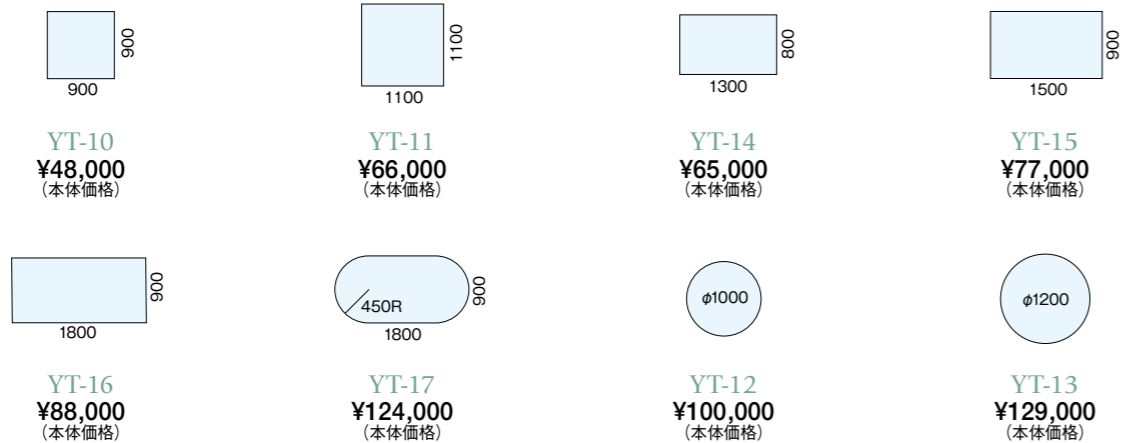 900
900
YT-10
¥48,000
（本体価格）
1100
1100
YT-11
¥66,000
（本体価格）
800
1300
YT-14
¥65,000
（本体価格）
900
1500
YT-15
¥77,000
（本体価格）
900
1800
YT-16
¥88,000
（本体価格）
450R
900
1800
YT-17
¥124,000
（本体価格）
φ1000
YT-12
¥100,000
（本体価格）
φ1200
YT-13
¥129,000
（本体価格）